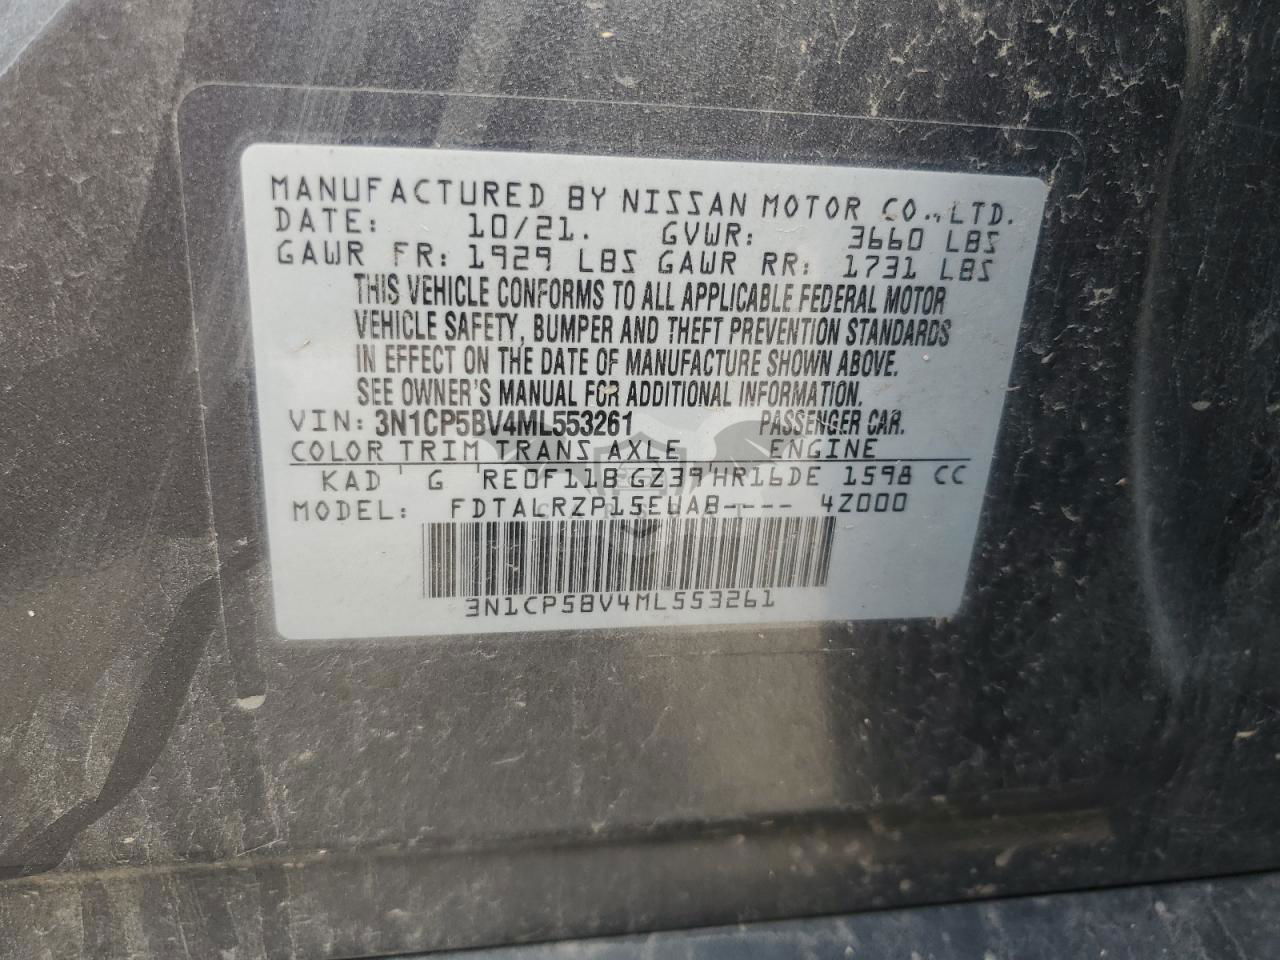 MANUFACTURED BY NISSAN MOTOR CO., LTD.
DATE: 10/21. GVWR: 3660 LBS
GAWR FR: 1929 LBS GAWR RR: 1731 LBS
THIS VEHICLE CONFORMS TO ALL APPLICABLE FEDERAL MOTOR
VEHICLE SAFETY, BUMPER AND THEFT PREVENTION STANDARDS
IN EFFECT ON THE DATE OF MANUFACTURE SHOWN ABOVE.
SEE OWNER'S MANUAL FOR ADDITIONAL INFORMATION.
VIN: 3N1CP5BV4ML553261 PASSENGER CAR.
COLOR TRIM TRANS AXLE ENGINE
KAD G RE0F11B GZ39 HR16DE 1598 CC
MODEL: FDTALRZP15EUAB---- 4Z000
3N1CP5BV4ML553261